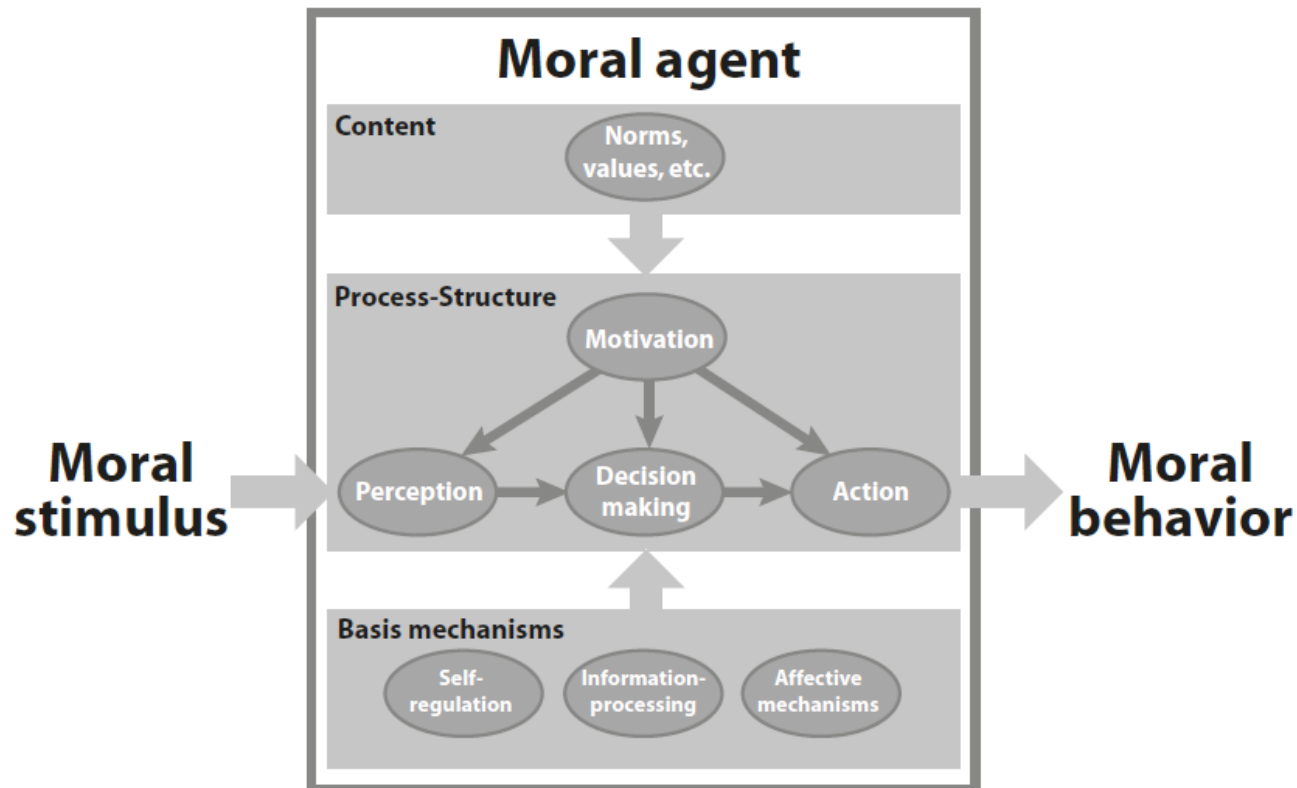 Moral agent
Content
Norms,
values, etc.
Process-Structure
Motivation
Moral
stimulus
Perception
Decision
making
Action
Moral
behavior
Basis mechanisms
Self-
regulation
Information-
processing
Affective
mechanisms